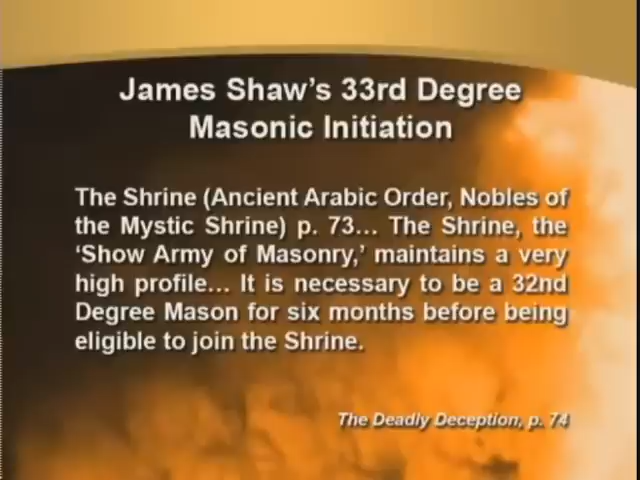 James Shaw's 33rd Degree
Masonic Initiation
The Shrine (Ancient Arabic Order, Nobles of
the Mystic Shrine) p. 73... The Shrine, the
‘Show Army of Masonry,’ maintains a very
high profile... It is necessary to be a 32nd
Degree Mason for six months before being
eligible to join the Shrine.
The Deadly Deception, p. 74